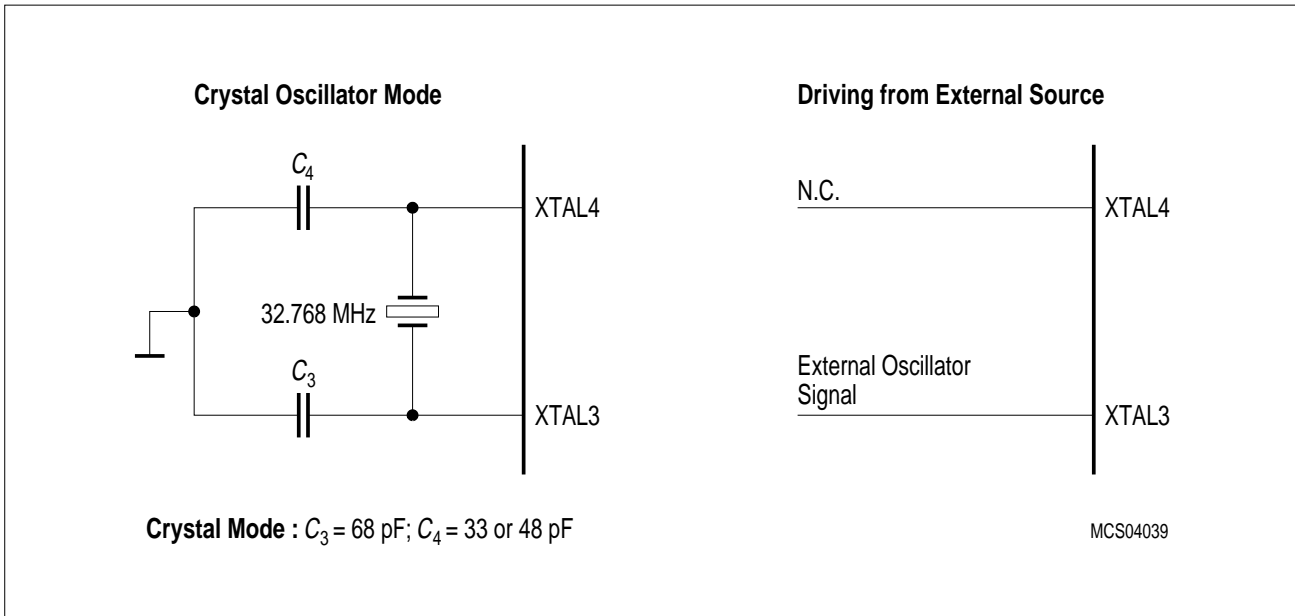 Crystal Oscillator Mode
C4
XTAL4
32.768 MHz
C3
XTAL3
Crystal Mode : C3 = 68 pF; C4 = 33 or 48 pF
Driving from External Source
N.C.
XTAL4
External Oscillator
Signal
XTAL3
MCS04039